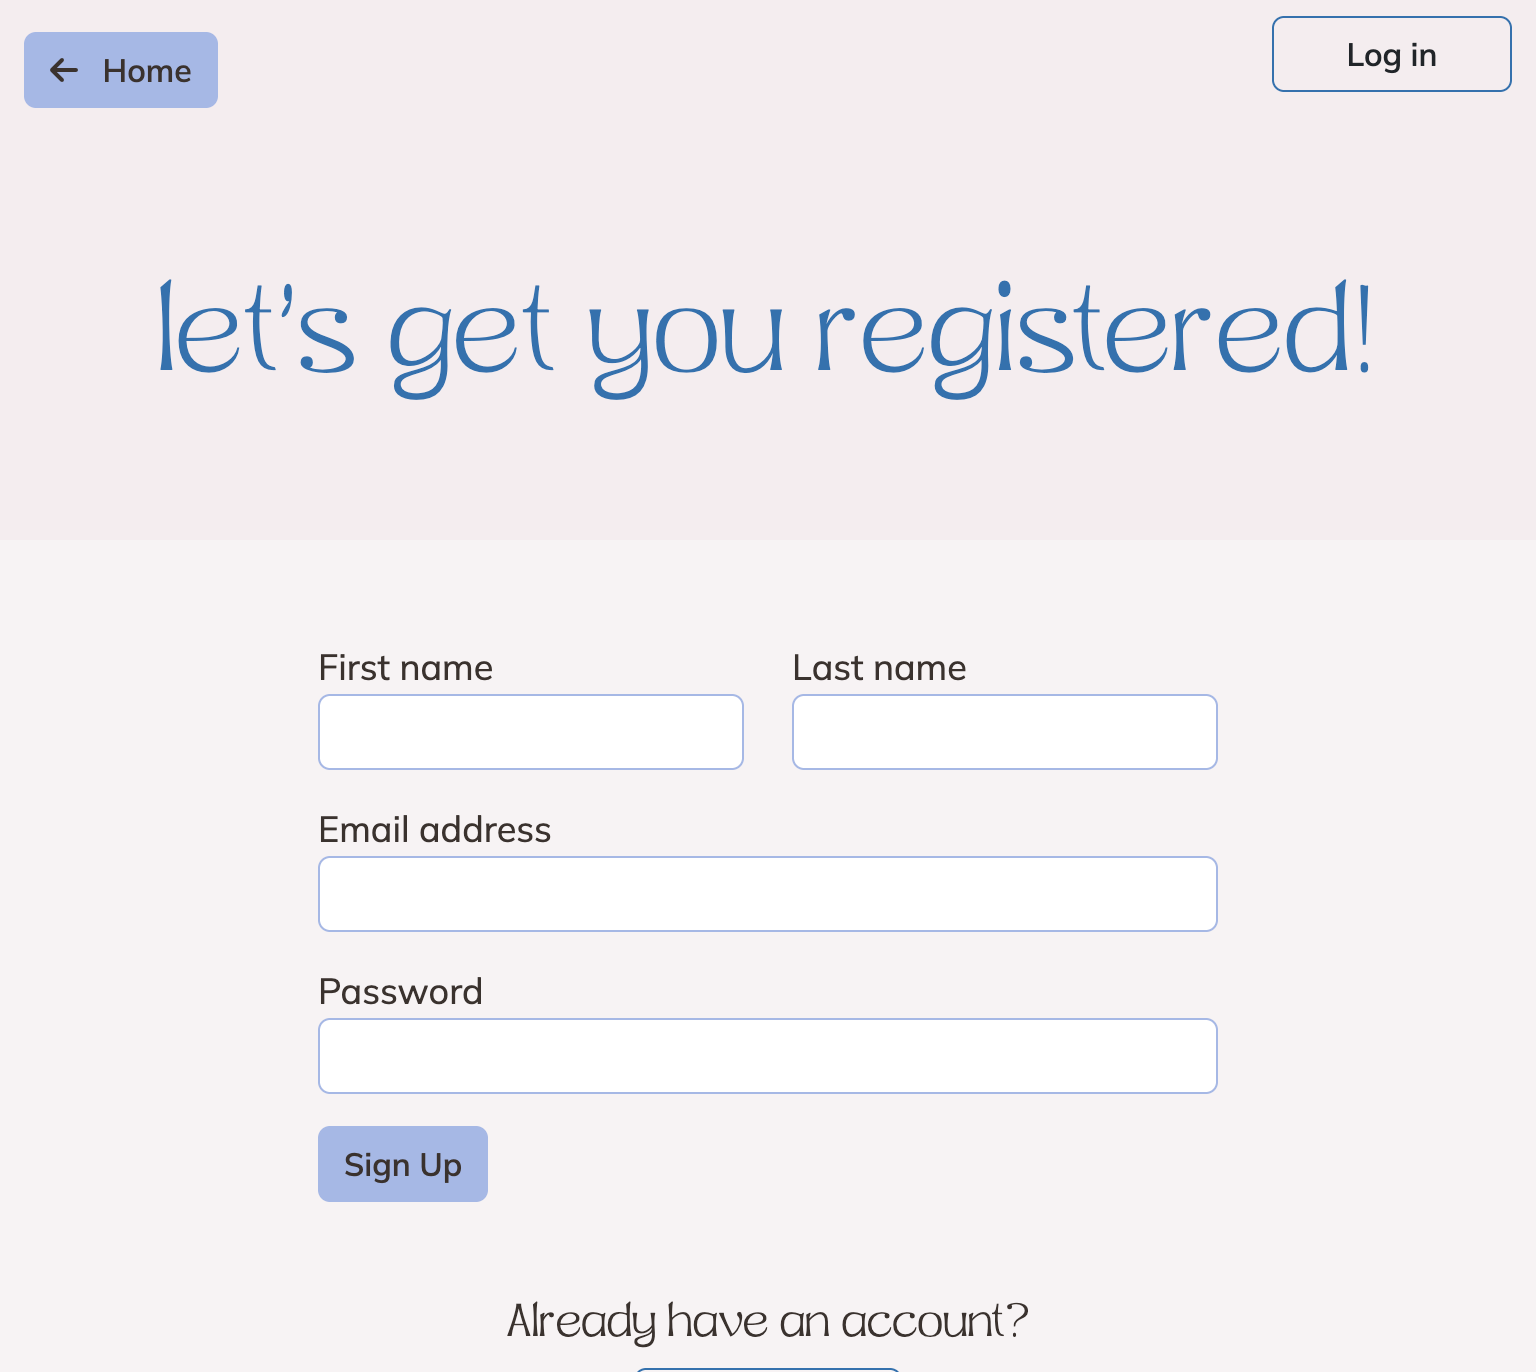 Home
Log in
let’s get you registered!
First name
Last name
Email address
Password
Sign Up
Already have an account?